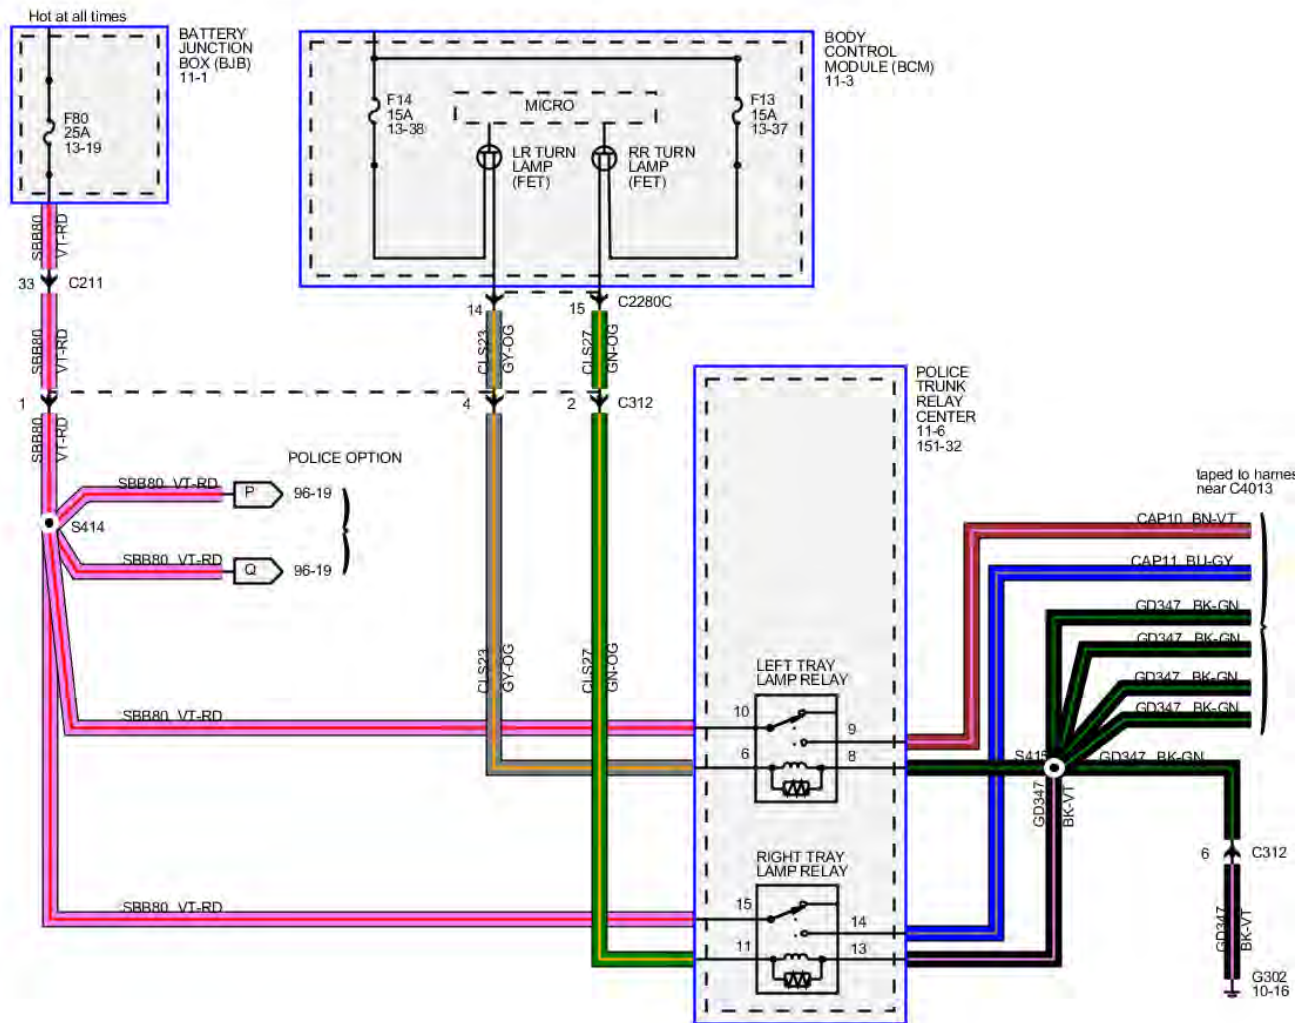 Hot at all times
BATTERY
JUNCTION
BOX (BJB)
11-1
F80
25A
13-19
BODY
CONTROL
MODULE (BCM)
11-3
F14
15A
13-38
MICRO
F13
15A
13-37
LR TURN
LAMP
(FET)
RR TURN
LAMP
(FET)
SBB80
VT-RD
33
C211
14
15
C2280C
SBB80
VT-RD
CLS23
GY-OG
CLS27
GN-OG
1
4
2
C312
POLICE
TRUNK
RELAY
CENTER
11-6
151-32
SBB80
VT-RD
POLICE OPTION
SBB80 VT-RD
P
96-19
S414
SBB80 VT-RD
Q
96-19
taped to harnes
near C4013
CAP10 BN-VT
CAP11 BU-GY
GD347 BK-GN
GD347 BK-GN
GD347 BK-GN
GD347 BK-GN
CLS23
GY-OG
CLS27
GN-OG
LEFT TRAY
LAMP RELAY
SBB80 VT-RD
10
9
6
8
S415
GD347 BK-GN
GD347
BK-VT
6
C312
RIGHT TRAY
LAMP RELAY
SBB80 VT-RD
15
14
11
13
GD347
BK-VT
G302
10-16